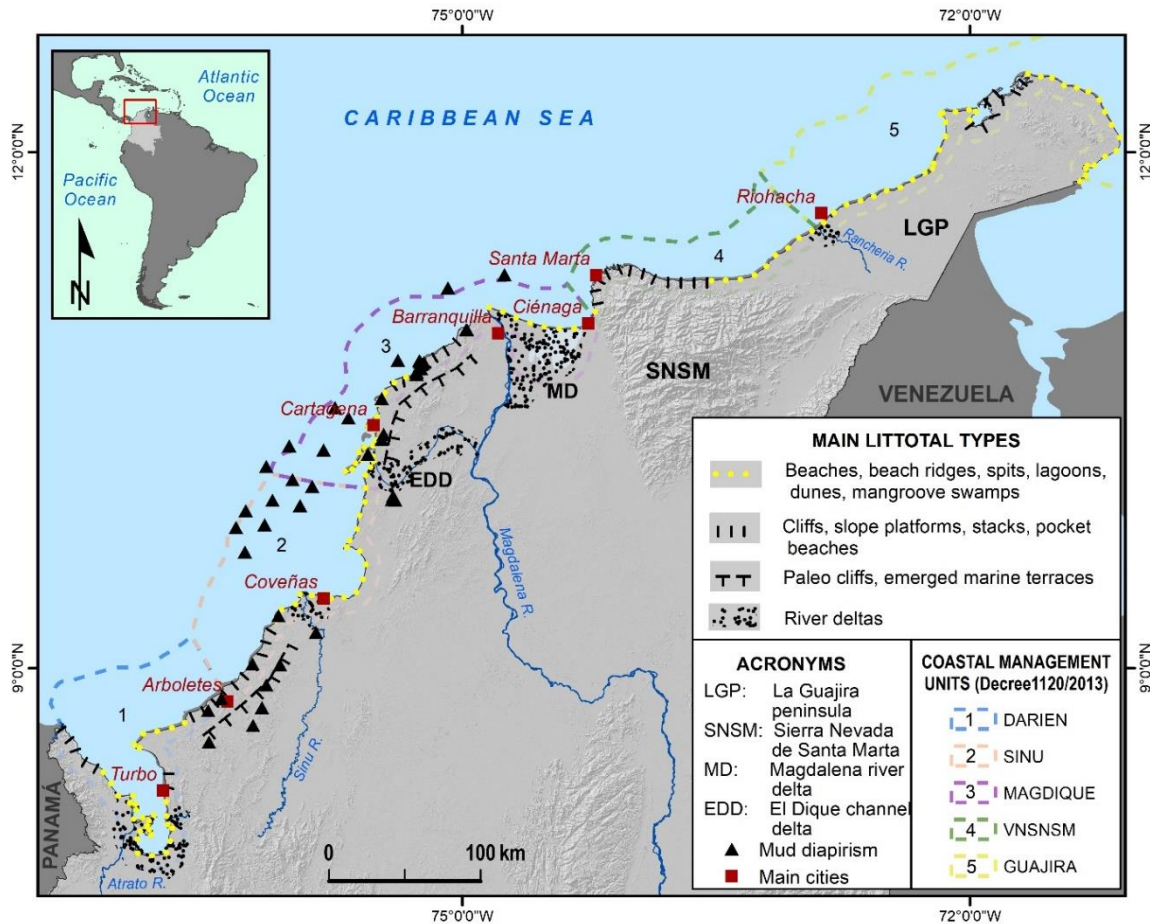 75°0'0"W
72°0'0"W
Atlantic
Ocean
Pacific
Ocean
N
CARIBBEAN SEA
12°0'0"N
12°0'0"N
5
Riohacha
LGP
Rancheria R.
4
Santa Marta
Ciénaga
Barranquilla
3
SNSM
MD
VENEZUELA
Cartagena
EDD
Magdalena R.
2
Coveñas
9°0'0"N
9°0'0"N
Arboletes
1
Sinu R.
Turbo
PANAMÁ
Atrato R.
0
100 km
MAIN LITTOTAL TYPES
Beaches, beach ridges, spits, lagoons,
dunes, mangroove swamps
Cliffs, slope platforms, stacks, pocket
beaches
Paleo cliffs, emerged marine terraces
River deltas
ACRONYMS
LGP: La Guajira
peninsula
SNSM: Sierra Nevada
de Santa Marta
MD: Magdalena river
delta
EDD: El Dique channel
delta
Mud diapirism
Main cities
COASTAL MANAGEMENT
UNITS (Decree1120/2013)
1 DARIEN
2 SINU
3 MAGDIQUE
4 VNSNSM
5 GUAJIRA
75°0'0"W
72°0'0"W